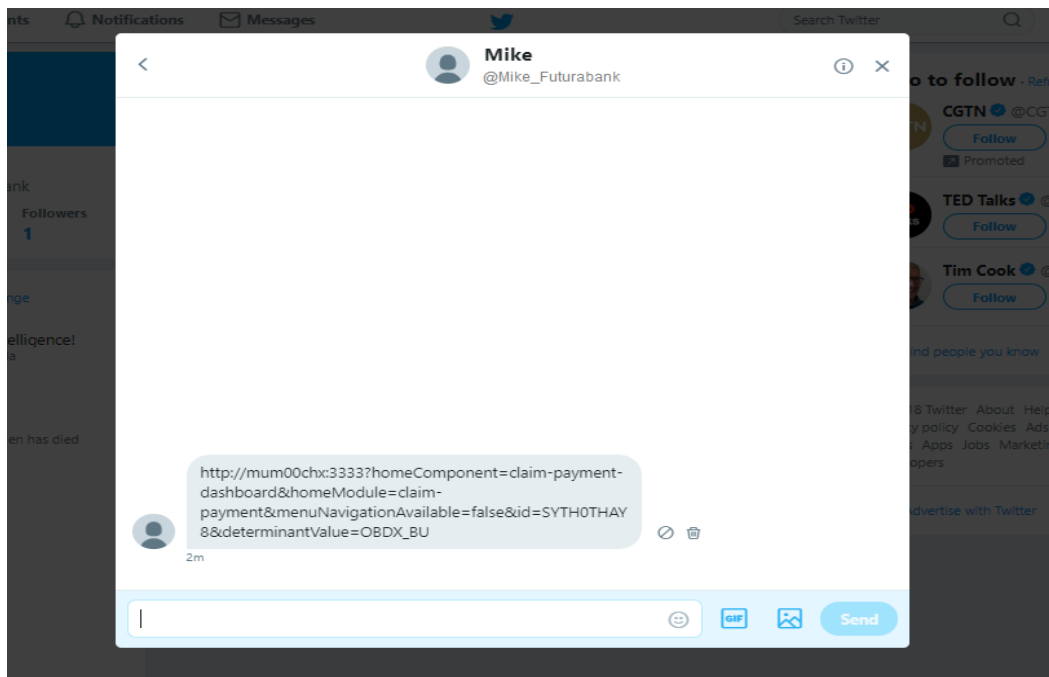 nts Notifications Messages Search Twitter
Mike
@Mike_Futurabank
o to follow · Ref
CGTN @CG
TN
Follow
Promoted
ank
Followers
1
TED Talks
Follow
Tim Cook
Follow
nge
elligence!
ind people you know
en has died
18 Twitter About Help
y policy Cookies Ads
Apps Jobs Marketin
opers
dvertise with Twitter
http://mum00chx:3333?homeComponent=claim-payment-
dashboard&homeModule=claim-
payment&menuNavigationAvailable=false&id=SYTH0THAY
8&determinantValue=OBDX_BU
2m
GIF
Send